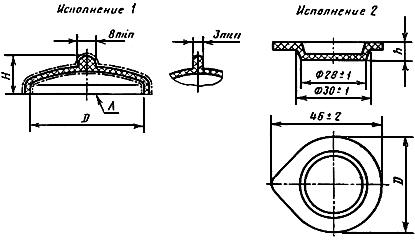 Исполнение 1
Исполнение 2
8min
3min
H
A
D
h
Ф28±1
Ф30±1
46±2
D